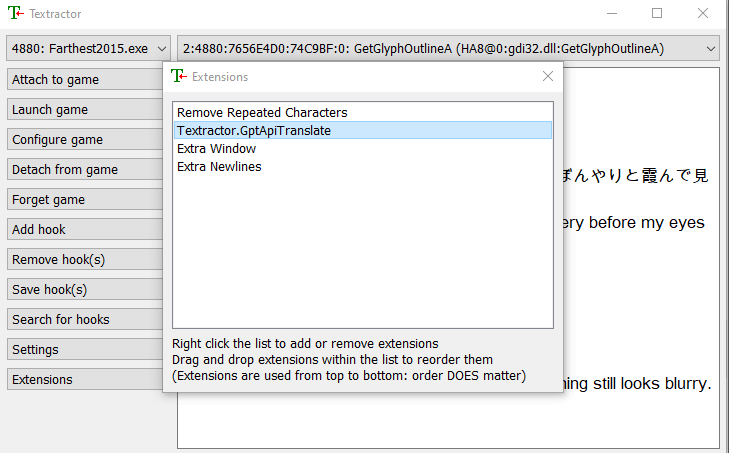 Textractor
4880: Farthest2015.exe
2:4880:7656E4D0:74C9BF:0: GetGlyphOutlineA (HA8@0:gdi32.dll:GetGlyphOutlineA)
Attach to game
Launch game
Configure game
Detach from game
Forget game
Add hook
Remove hook(s)
Save hook(s)
Search for hooks
Settings
Extensions
Extensions
Remove Repeated Characters
Textractor.GptApiTranslate
Extra Window
Extra Newlines
Right click the list to add or remove extensions
Drag and drop extensions within the list to reorder them
(Extensions are used from top to bottom: order DOES matter)
ぼんやりと霞んで見
ery before my eyes
ning still looks blurry.